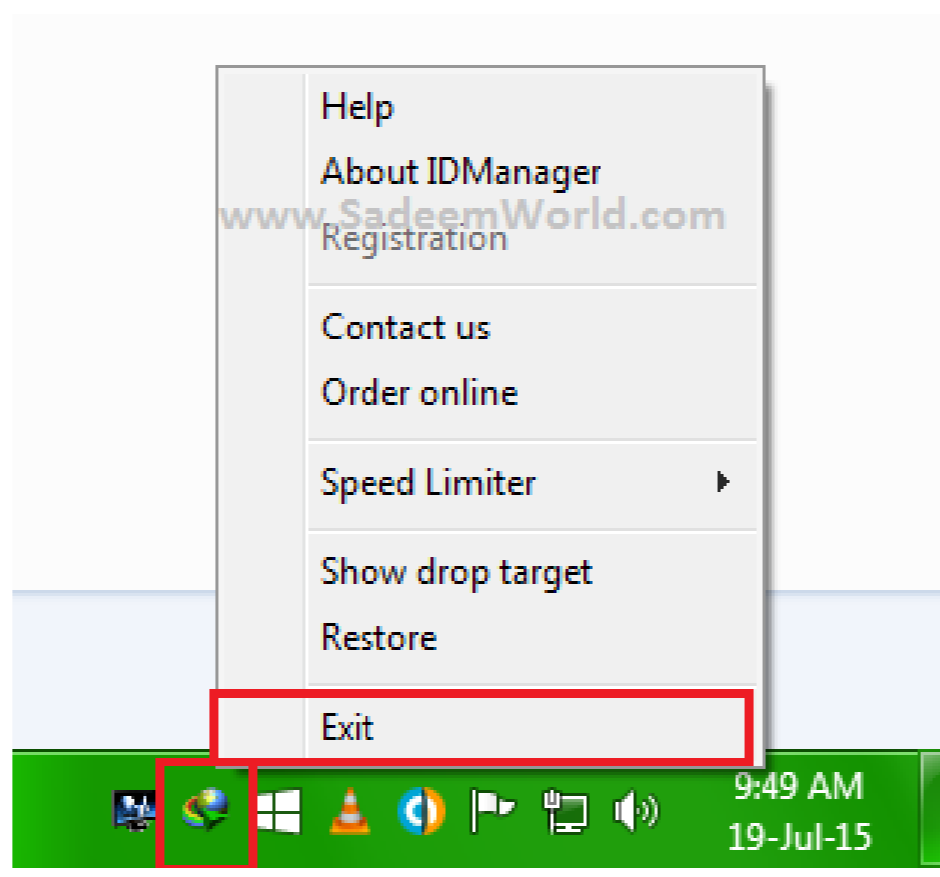 Help
About IDManager
www.SadeemWorld.com
Registration
Contact us
Order online
Speed Limiter
Show drop target
Restore
Exit
9:49 AM
19-Jul-15